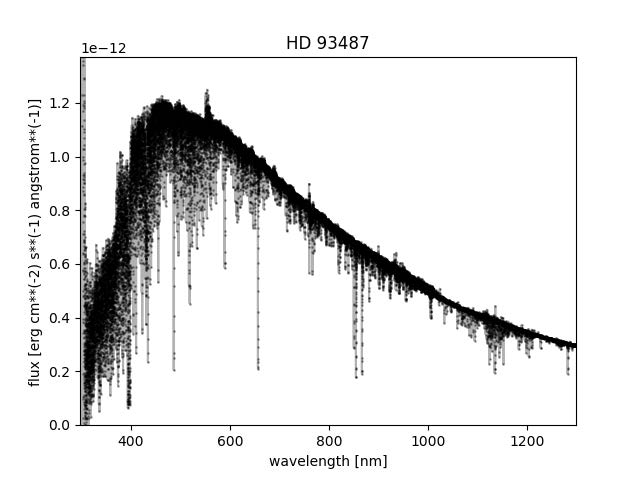 HD 93487
1e−12
1.2
1.0
0.8
0.6
0.4
0.2
0.0
flux [erg cm**(-2) s**(-1) angstrom**(-1)]
400 600 800 1000 1200
wavelength [nm]